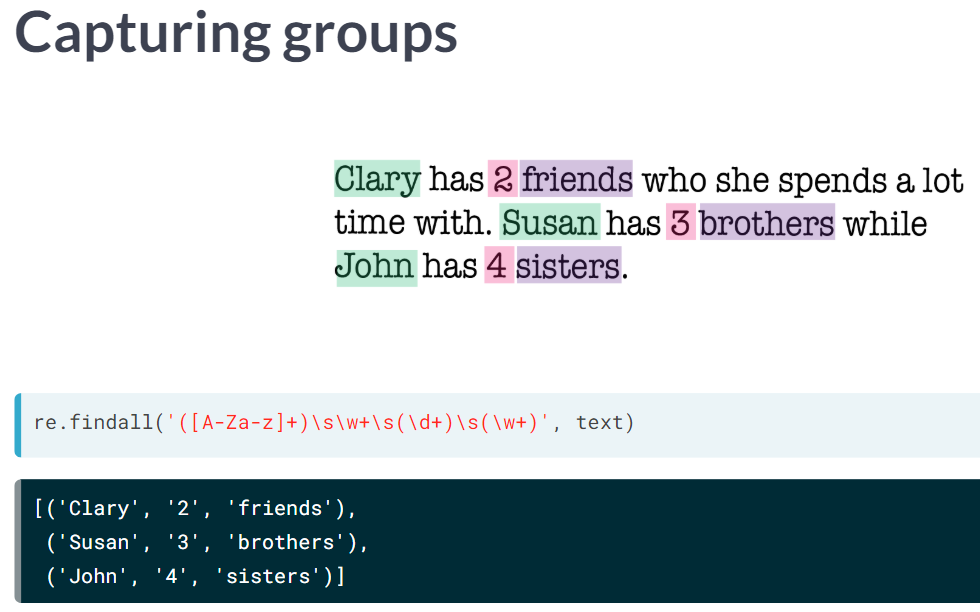 Capturing groups
Clary has 2 friends who she spends a lot
time with. Susan has 3 brothers while
John has 4 sisters.
re.findall('([A-Za-z]+)\s\w+\s(\d+)\s(\w+)', text)
[('Clary', '2', 'friends'),
('Susan', '3', 'brothers'),
('John', '4', 'sisters')]